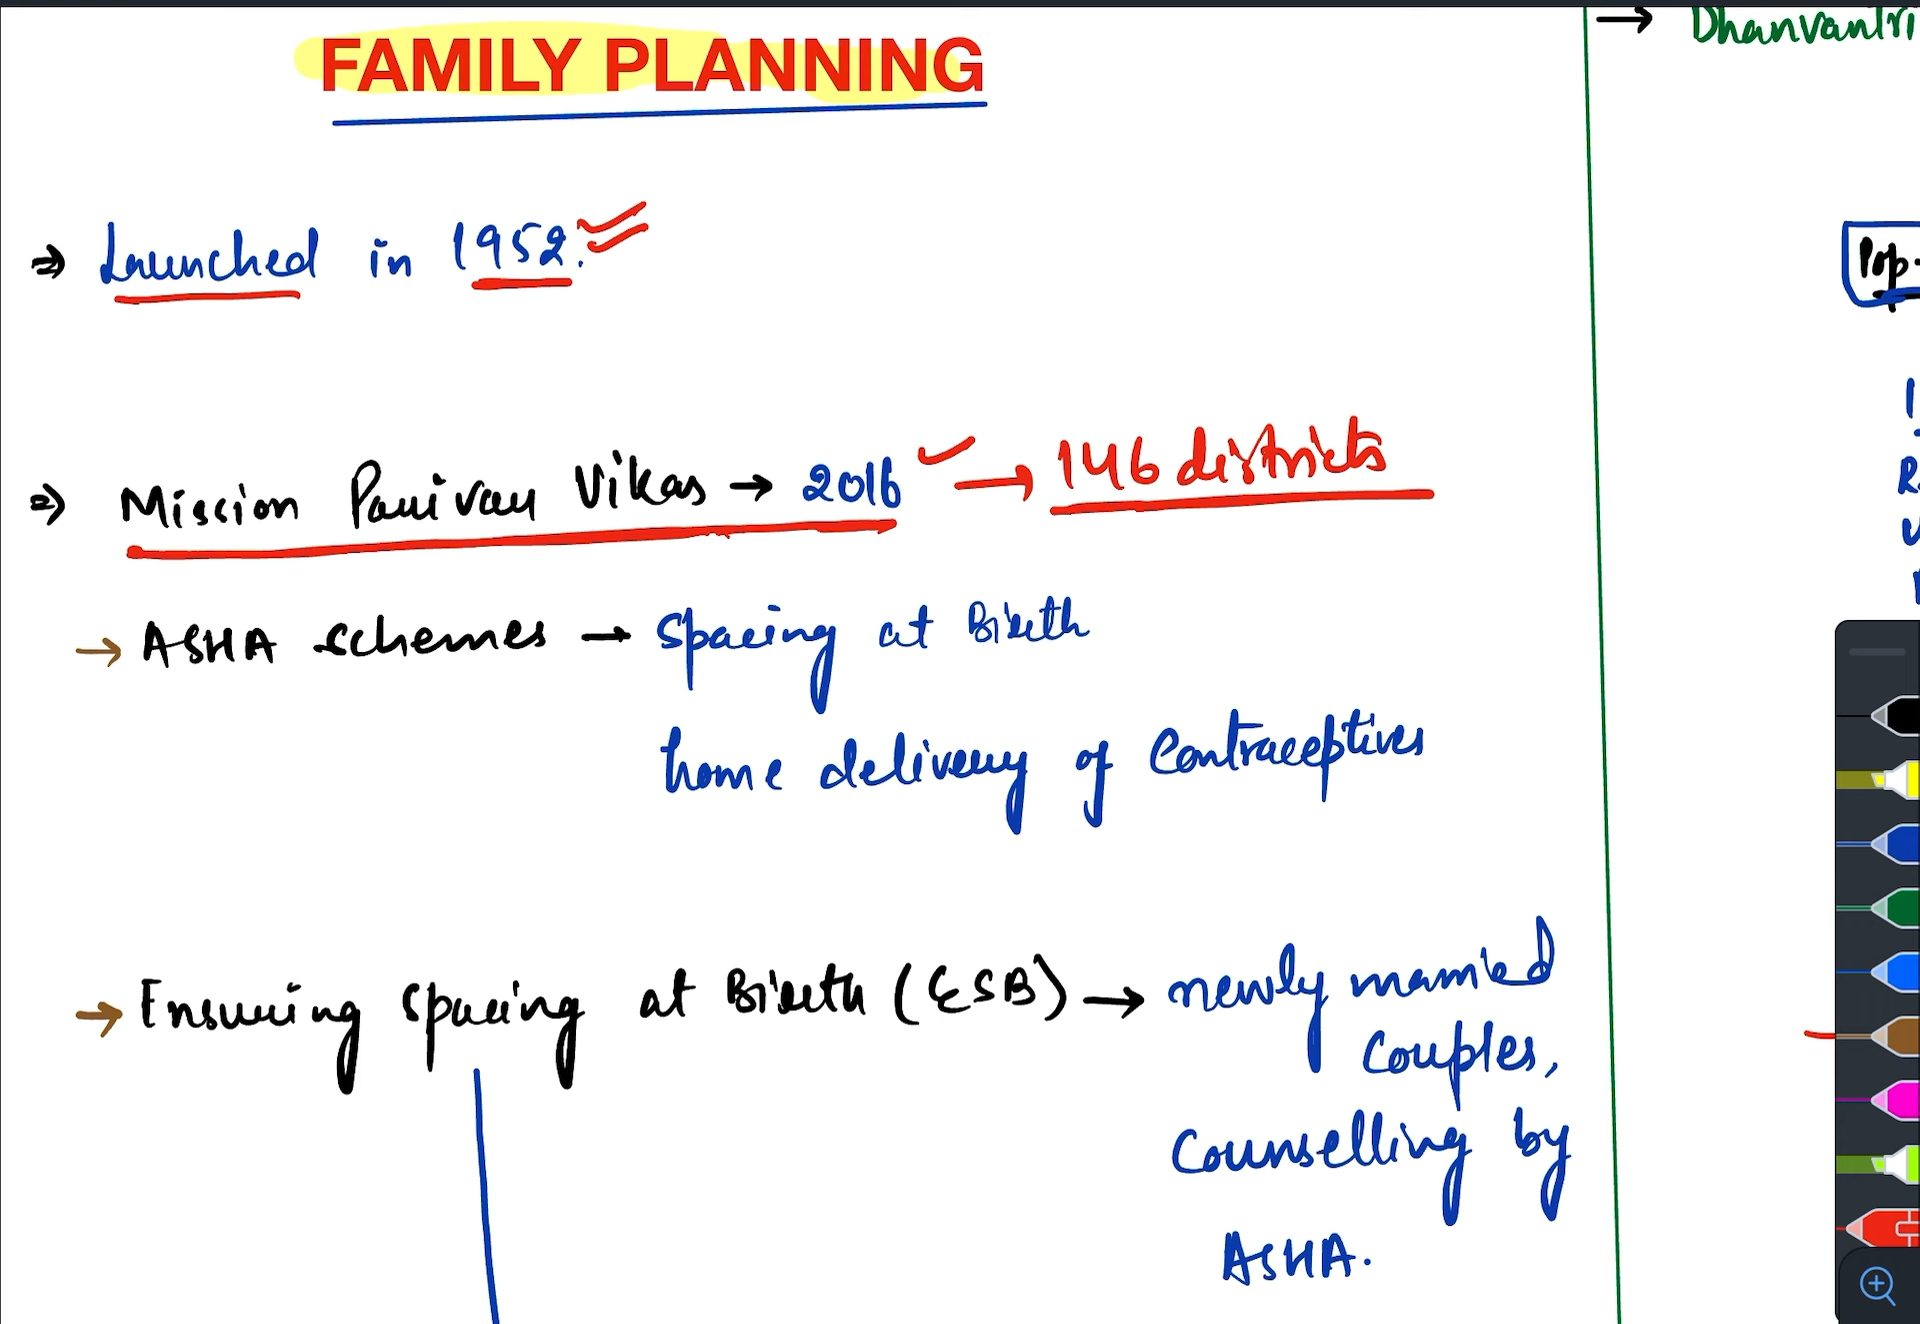 FAMILY PLANNING
⇒ Launched in 1952.
⇒ Mission Parivar Vikas → 2016 → 146 districts
→ ASHA schemes → Spacing at Birth
home delivery of Contraceptives
→ Ensuring spacing at Birth (ESB) → newly married
Couples,
Counselling by
ASHA.
→ Dhanvantri
Pop